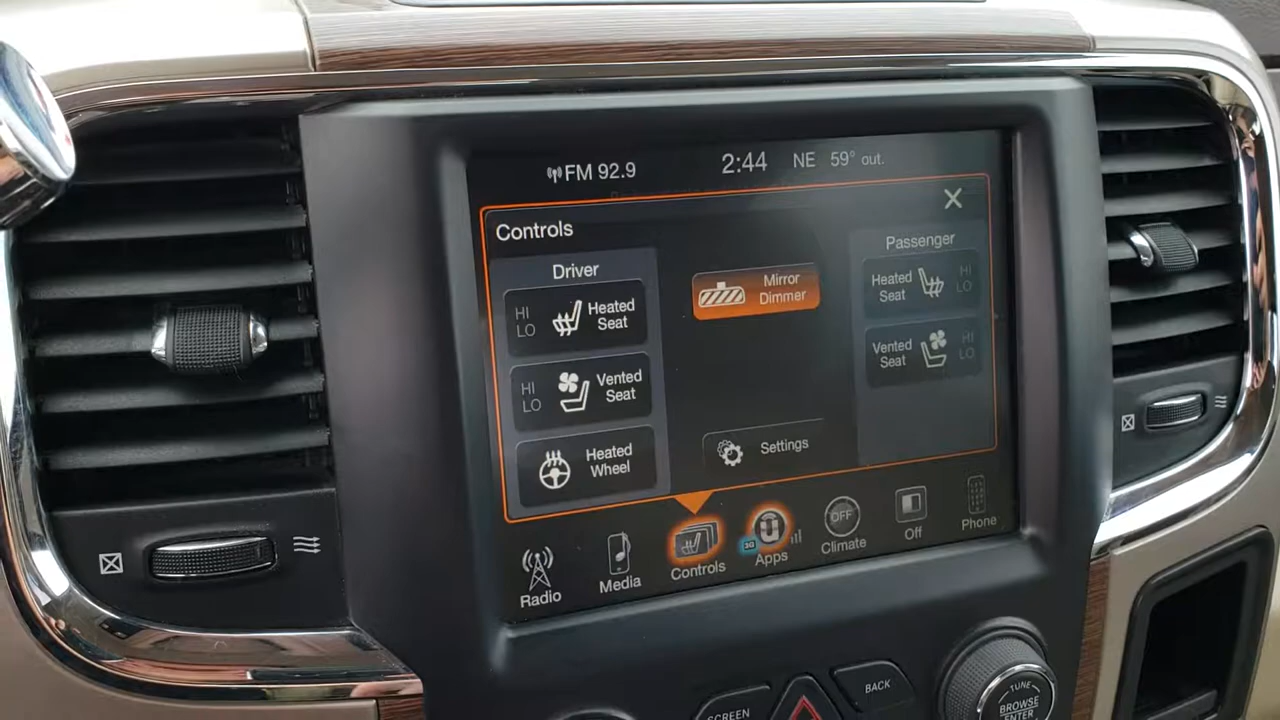 FM 92.9
2:44
NE 59° out.
Controls
X
Driver
HI
LO
Heated
Seat
HI
LO
Vented
Seat
Heated
Wheel
Mirror
Dimmer
Settings
Passenger
Heated
Seat
HI
LO
Vented
Seat
HI
LO
Radio
Media
Controls
3G
Apps
OFF
Climate
Off
Phone
SCREEN
BACK
TUNE
BROWSE
ENTER